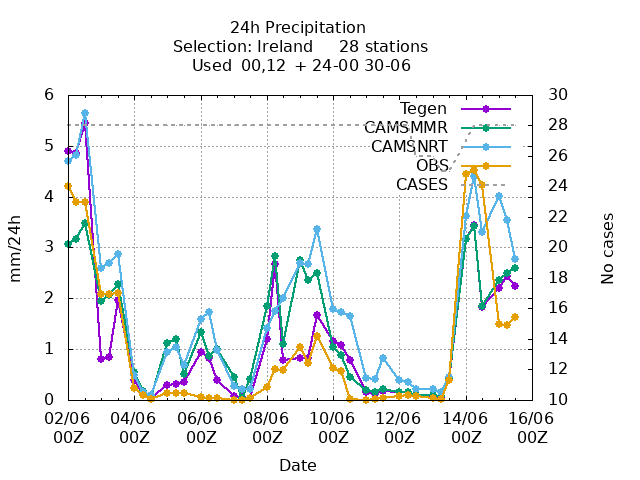 24h Precipitation
Selection: Ireland 28 stations
Used 00,12 + 24-00 30-06
Tegen
CAMSMMR
CAMSNRT
OBS
CASES
mm/24h
6
5
4
3
2
1
0
No cases
30
28
26
24
22
20
18
16
14
12
10
02/06 04/06 06/06 08/06 10/06 12/06 14/06 16/06
00Z 00Z 00Z 00Z 00Z 00Z 00Z 00Z
Date